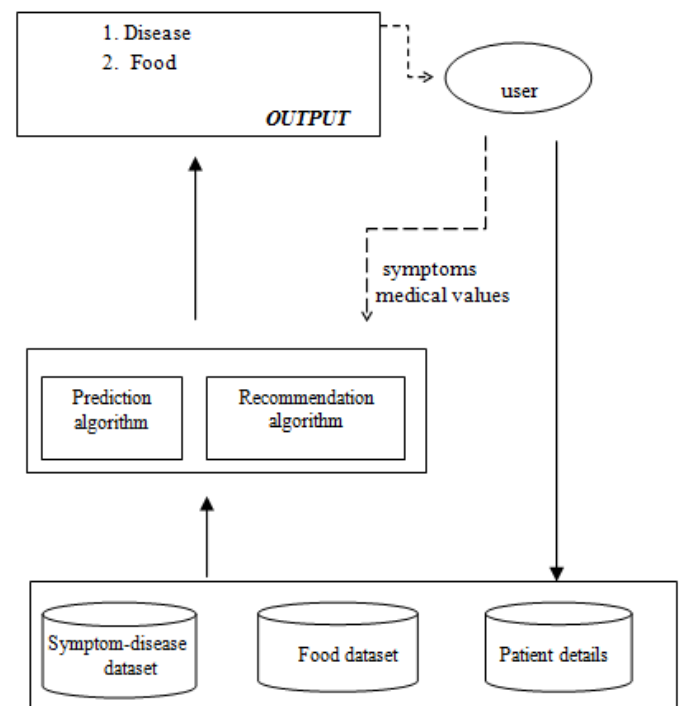 1. Disease
2. Food
OUTPUT
user
symptoms
medical values
Prediction
algorithm
Recommendation
algorithm
Symptom-disease
dataset
Food dataset
Patient details